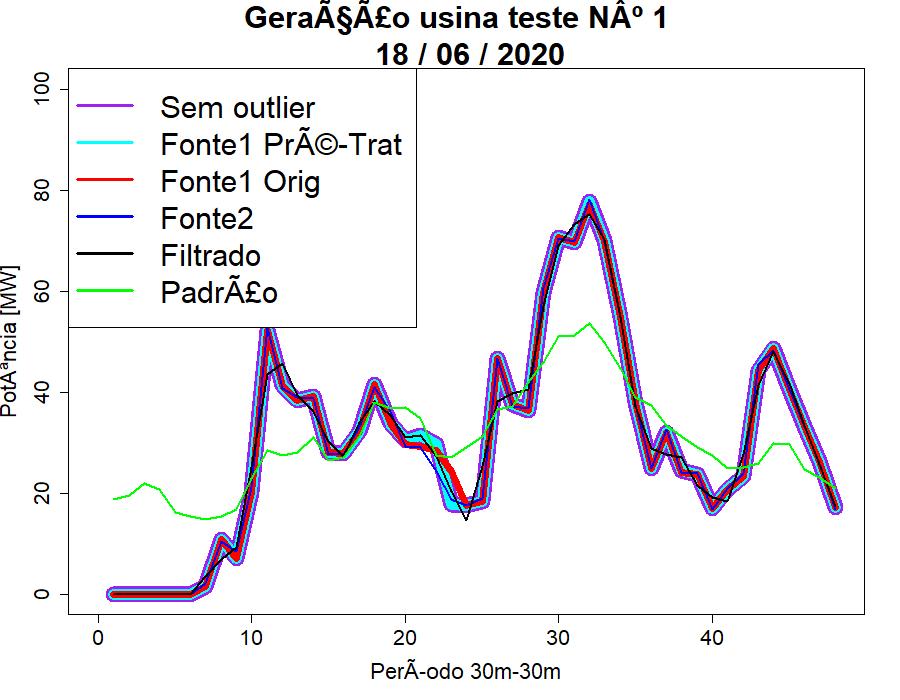 GeraÃ§Ã£o usina teste NÂº 1
18 / 06 / 2020
Sem outlier
Fonte1 PrÃ©-Trat
Fonte1 Orig
Fonte2
Filtrado
PadrÃ£o
PotÃªncia [MW]
100
80
60
40
20
0
0 10 20 30 40
PerÃ­odo 30m-30m